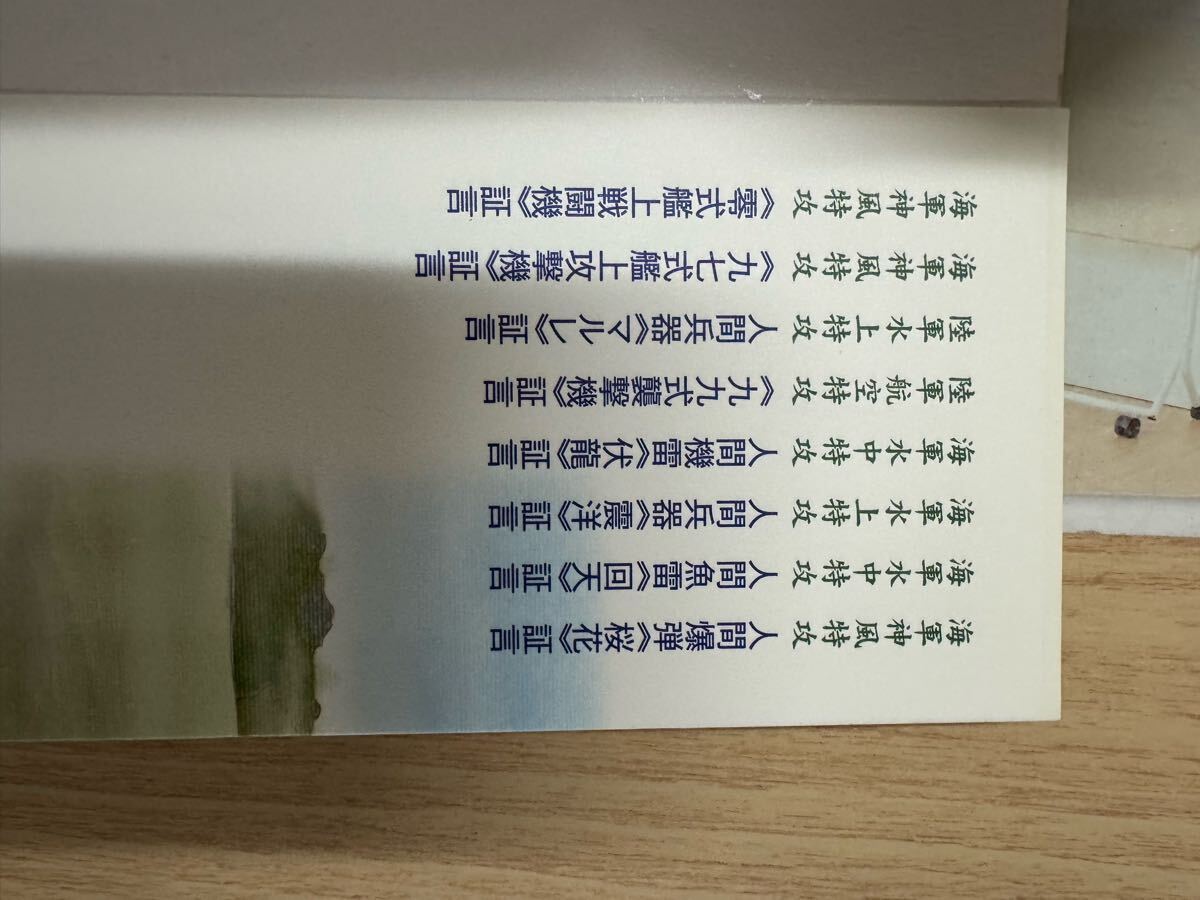 海軍神風特攻 人間爆弾《桜花》証言
海軍水中特攻 人間魚雷《回天》証言
海軍水上特攻 人間兵器《震洋》証言
海軍水中特攻 人間機雷《伏龍》証言
陸軍航空特攻 《九九式襲撃機》証言
陸軍水上特攻 人間兵器《マルレ》証言
海軍神風特攻 《九七式艦上攻撃機》証言
海軍神風特攻 《零式艦上戦闘機》証言